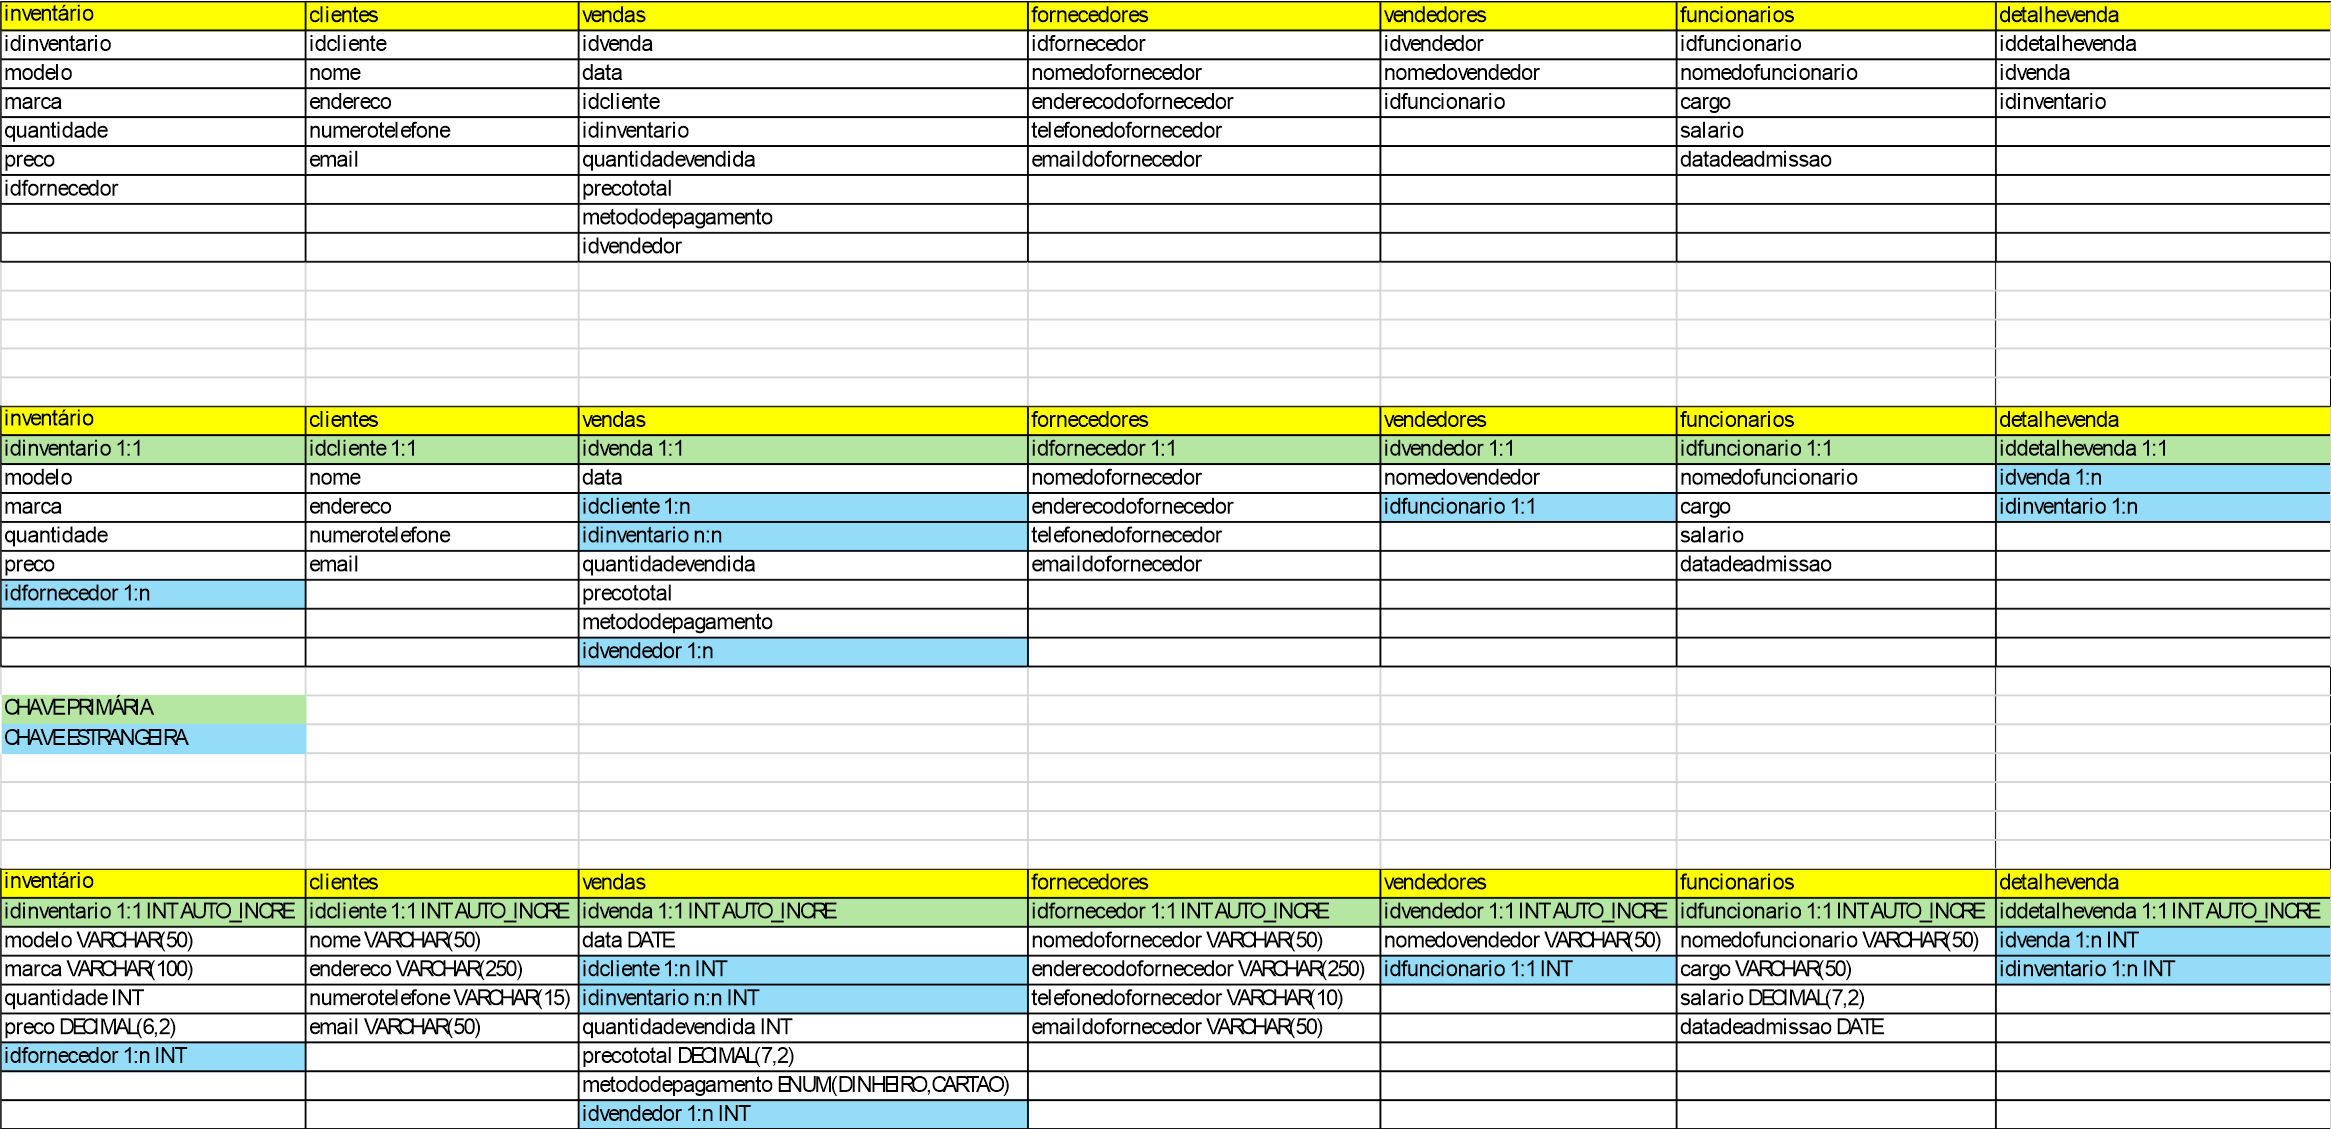 inventário clientes vendas fornecedores vendedores funcionarios detalhevenda
idinventario idcliente idvenda idfornecedor idvendedor idfuncionario iddetalhevenda
modelo nome data nomedofornecedor nomedovendedor nomedofuncionario idvenda
marca endereco idcliente enderecodofornecedor idfuncionario cargo idinventario
quantidade numerotelefone idinventario telefonedofornecedor salario
preco email quantidadevendida emaildofornecedor datadeadmissao
idfornecedor precototal
metododepagamento
idvendedor
inventário clientes vendas fornecedores vendedores funcionarios detalhevenda
idinventario 1:1 idcliente 1:1 idvenda 1:1 idfornecedor 1:1 idvendedor 1:1 idfuncionario 1:1 iddetalhevenda 1:1
modelo nome data nomedofornecedor nomedovendedor nomedofuncionario idvenda 1:n
marca endereco idcliente 1:n enderecodofornecedor idfuncionario 1:1 cargo idinventario 1:n
quantidade numerotelefone idinventario n:n telefonedofornecedor salario
preco email quantidadevendida emaildofornecedor datadeadmissao
idfornecedor 1:n precototal
metododepagamento
idvendedor 1:n
CHAVE PRIMÁRIA
CHAVE ESTRANGEIRA
inventário clientes vendas fornecedores vendedores funcionarios detalhevenda
idinventario 1:1 INT AUTO_INCRE idcliente 1:1 INT AUTO_INCRE idvenda 1:1 INT AUTO_INCRE idfornecedor 1:1 INT AUTO_INCRE idvendedor 1:1 INT AUTO_INCRE idfuncionario 1:1 INT AUTO_INCRE iddetalhevenda 1:1 INT AUTO_INCRE
modelo VARCHAR(50) nome VARCHAR(50) data DATE nomedofornecedor VARCHAR(50) nomedovendedor VARCHAR(50) nomedofuncionario VARCHAR(50) idvenda 1:n INT
marca VARCHAR(100) endereco VARCHAR(250) idcliente 1:n INT enderecodofornecedor VARCHAR(250) idfuncionario 1:1 INT cargo VARCHAR(50) idinventario 1:n INT
quantidade INT numerotelefone VARCHAR(15) idinventario n:n INT telefonedofornecedor VARCHAR(10) salario DECIMAL(7,2)
preco DECIMAL(6,2) email VARCHAR(50) quantidadevendida INT emaildofornecedor VARCHAR(50) datadeadmissao DATE
idfornecedor 1:n INT precototal DECIMAL(7,2)
metododepagamento ENUM(DINHEIRO,CARTAO)
idvendedor 1:n INT